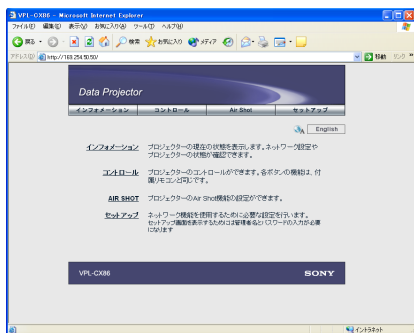 VPL-CX86 - Microsoft Internet Explorer
ファイル(F) 編集(E) 表示(V) お気に入り(A) ツール(T) ヘルプ(H)
戻る 検索 お気に入り メディア
アドレス(D) http://169.254.50.50/ 移動 リンク
Data Projector
インフォメーション コントロール Air Shot セットアップ
English
インフォメーション プロジェクターの現在の状態を表示します。ネットワーク設定や
プロジェクターの状態が確認できます。
コントロール プロジェクターのコントロールができます。各ボタンの機能は、付
属リモコンと同じです。
AIR SHOT プロジェクターのAir Shot機能の設定ができます。
セットアップ ネットワーク機能を使用するために必要な設定を行います。
セットアップ画面を表示するためには管理者名とパスワードの入力が必要
になります
VPL-CX86 SONY
イントラネット